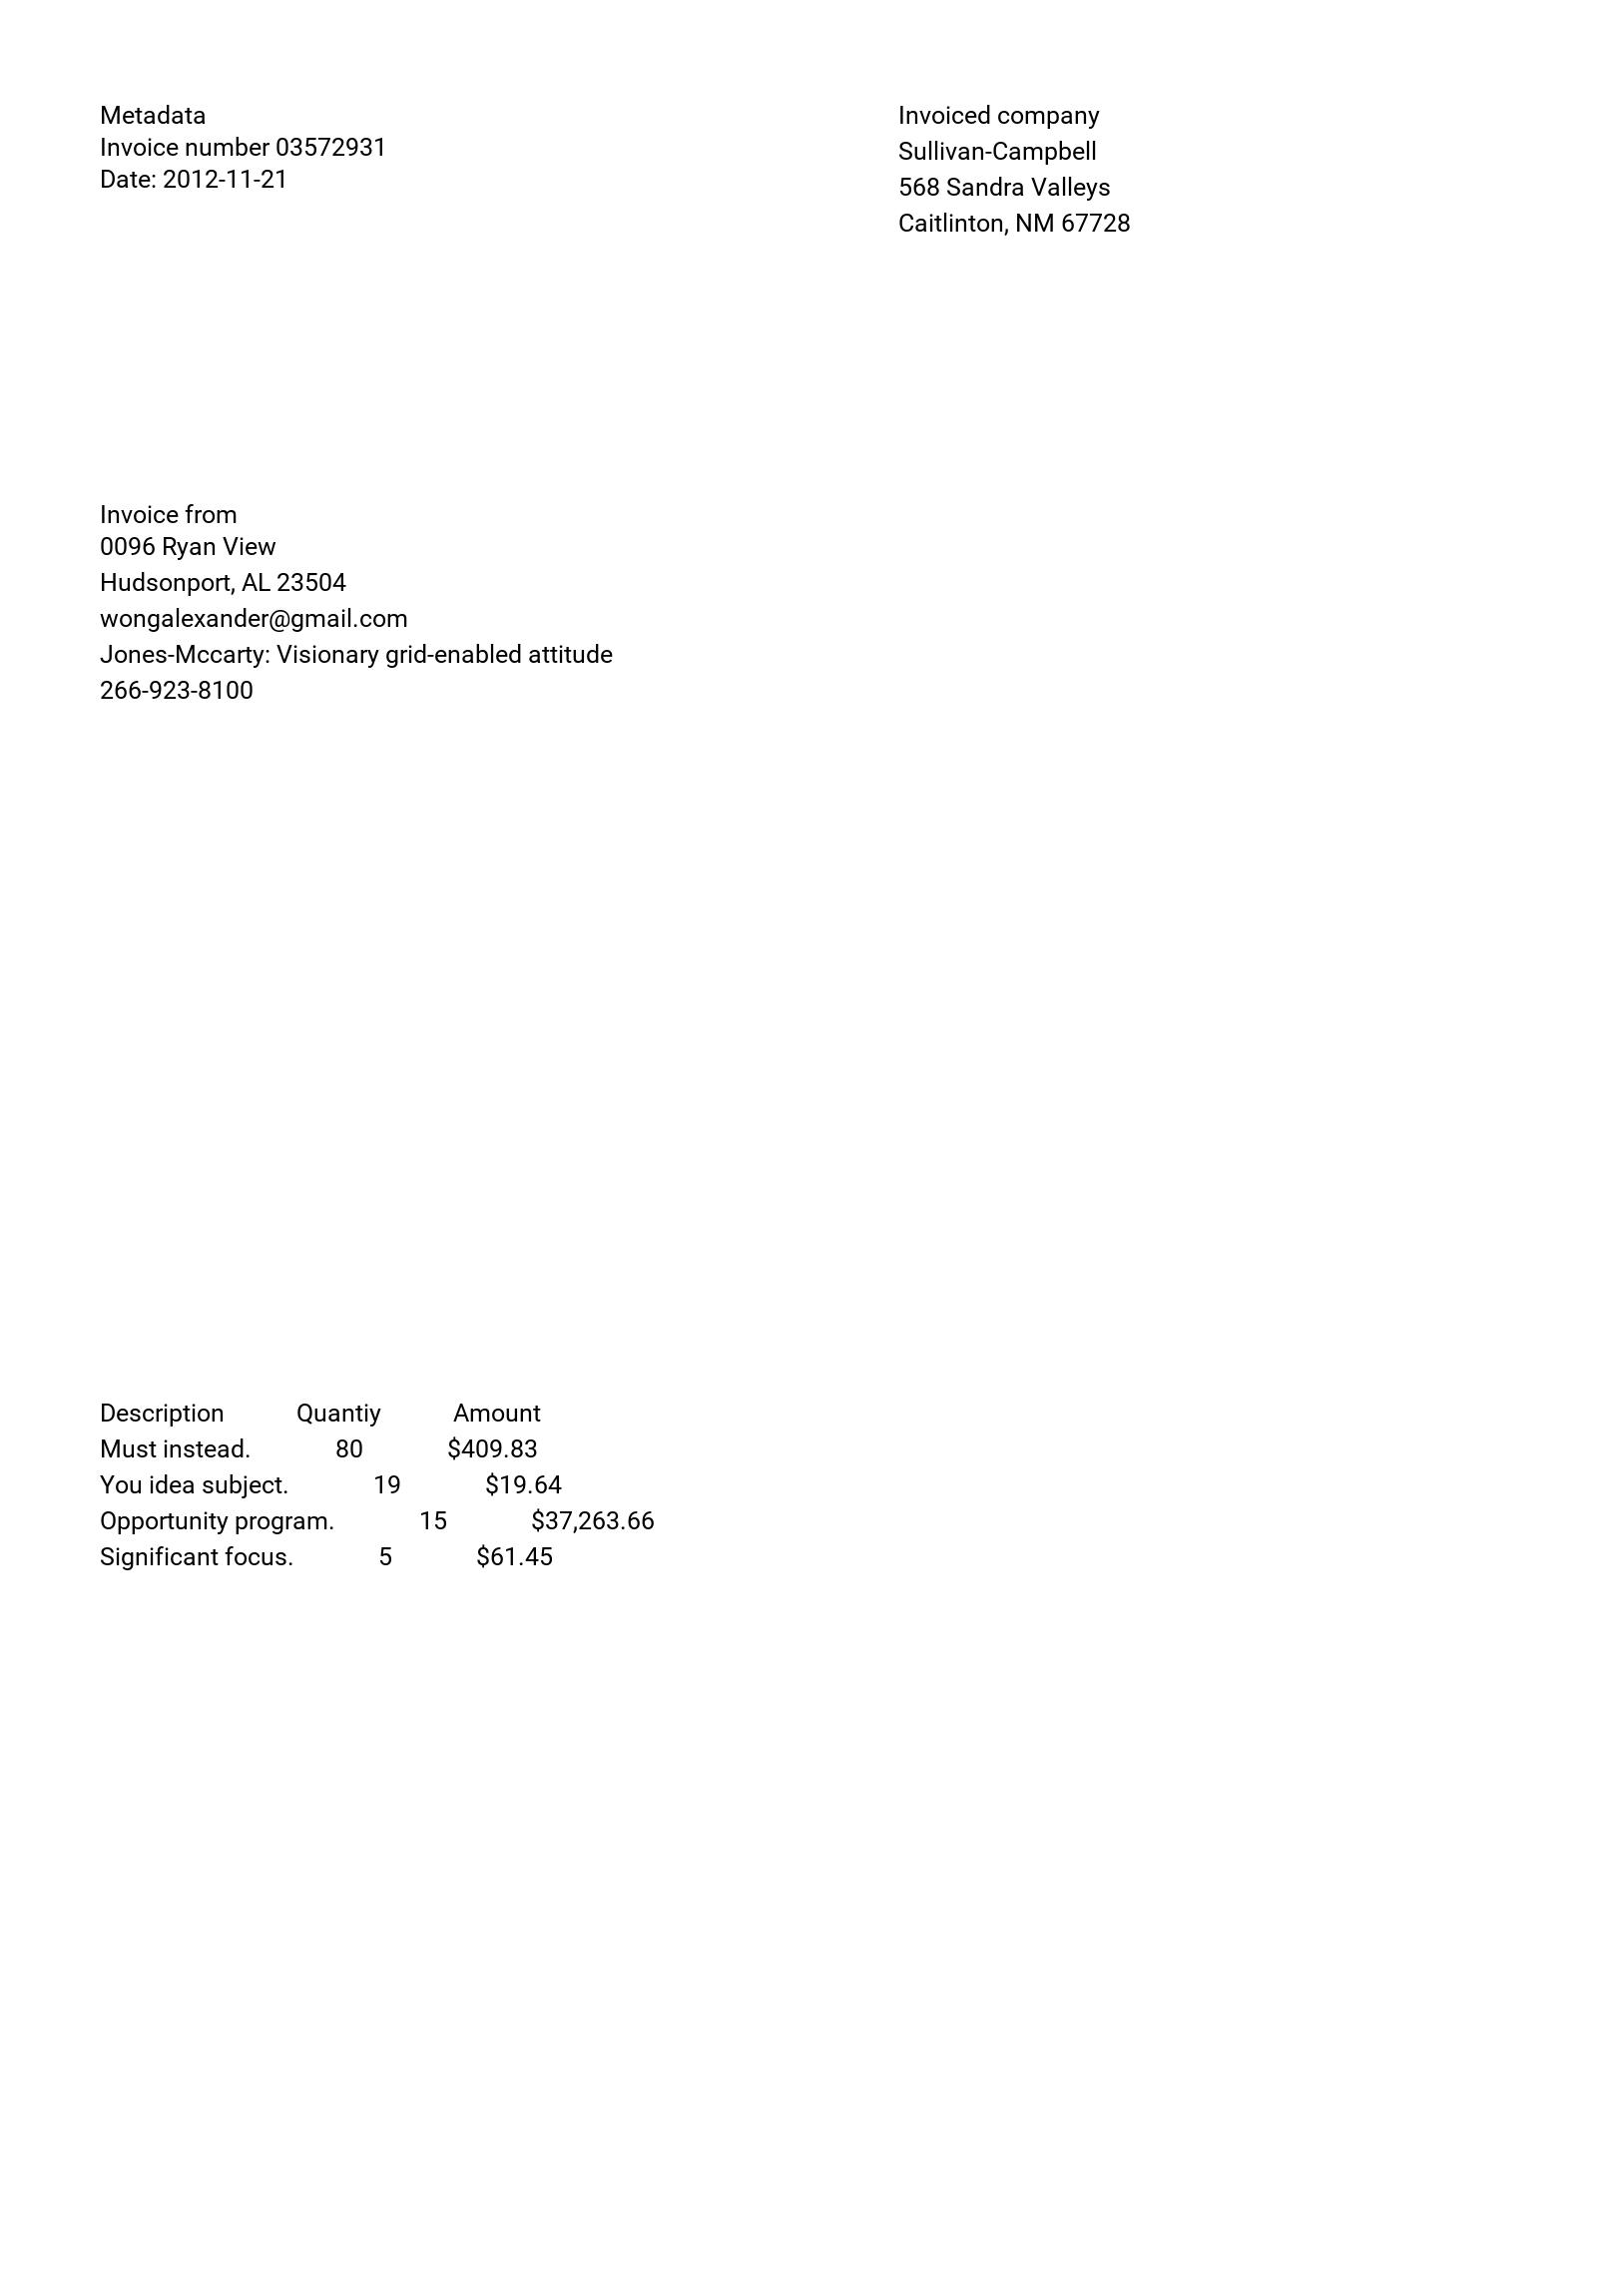 Metadata
Invoice number 03572931
Date: 2012-11-21
Invoiced company
Sullivan-Campbell
568 Sandra Valleys
Caitlinton, NM 67728
Invoice from
0096 Ryan View
Hudsonport, AL 23504
wongalexander@gmail.com
Jones-Mccarty: Visionary grid-enabled attitude
266-923-8100
Description Quantiy Amount
Must instead. 80 $409.83
You idea subject. 19 $19.64
Opportunity program. 15 $37,263.66
Significant focus. 5 $61.45